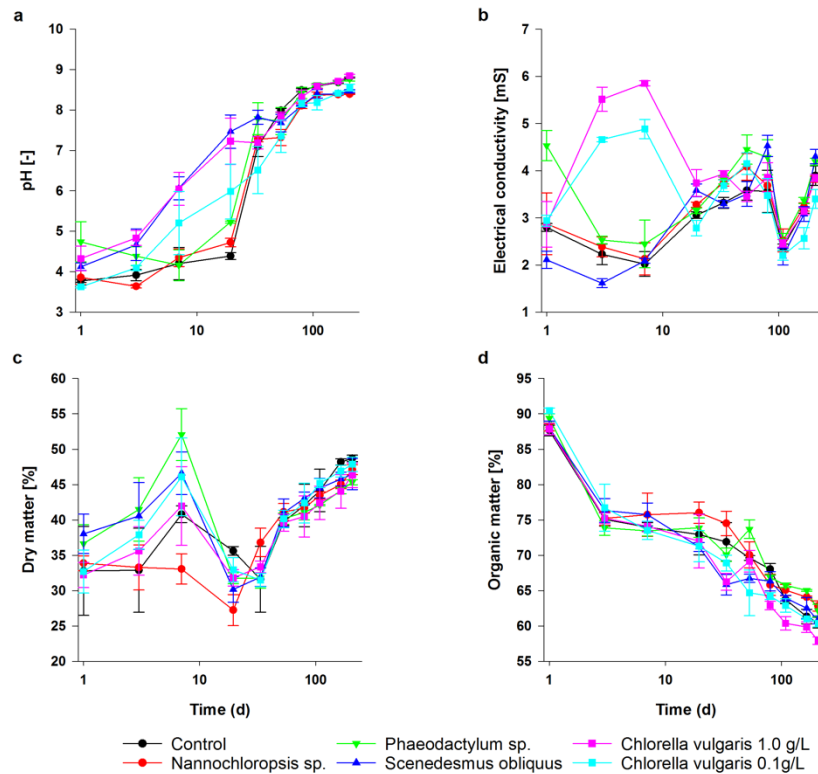 a
b
10
9
8
7
6
5
4
3
pH [-]
1
10
100
7
6
5
4
3
2
1
Electrical conductivity [mS]
1
10
100
c
d
60
55
50
45
40
35
30
25
20
Dry matter [%]
1
10
100
Time (d)
95
90
85
80
75
70
65
60
55
Organic matter [%]
1
10
100
Time (d)
Control
Phaeodactylum sp.
Chlorella vulgaris 1.0 g/L
Nannochloropsis sp.
Scenedesmus obliquus
Chlorella vulgaris 0.1g/L